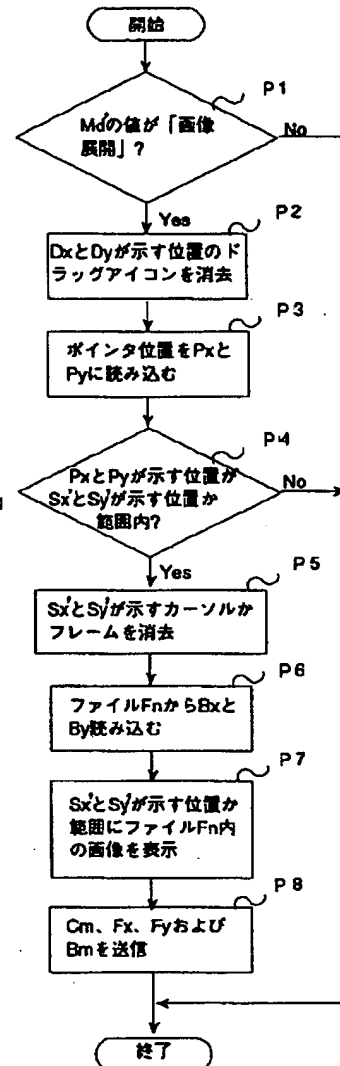 開始
P1
Md'の値が「画像
展開」?
No
Yes
P2
DxとDyが示す位置のド
ラッグアイコンを消去
P3
ポインタ位置をPxと
Pyに読み込む
P4
PxとPyが示す位置が
Sx'とSy'が示す位置か
範囲内?
No
Yes
P5
Sx'とSy'が示すカーソルか
フレームを消去
P6
ファイルFnからBxと
By読み込む
P7
Sx'とSy'が示す位置か
範囲にファイルFn内
の画像を表示
P8
Cm、Fx、Fyおよび
Bmを送信
終了